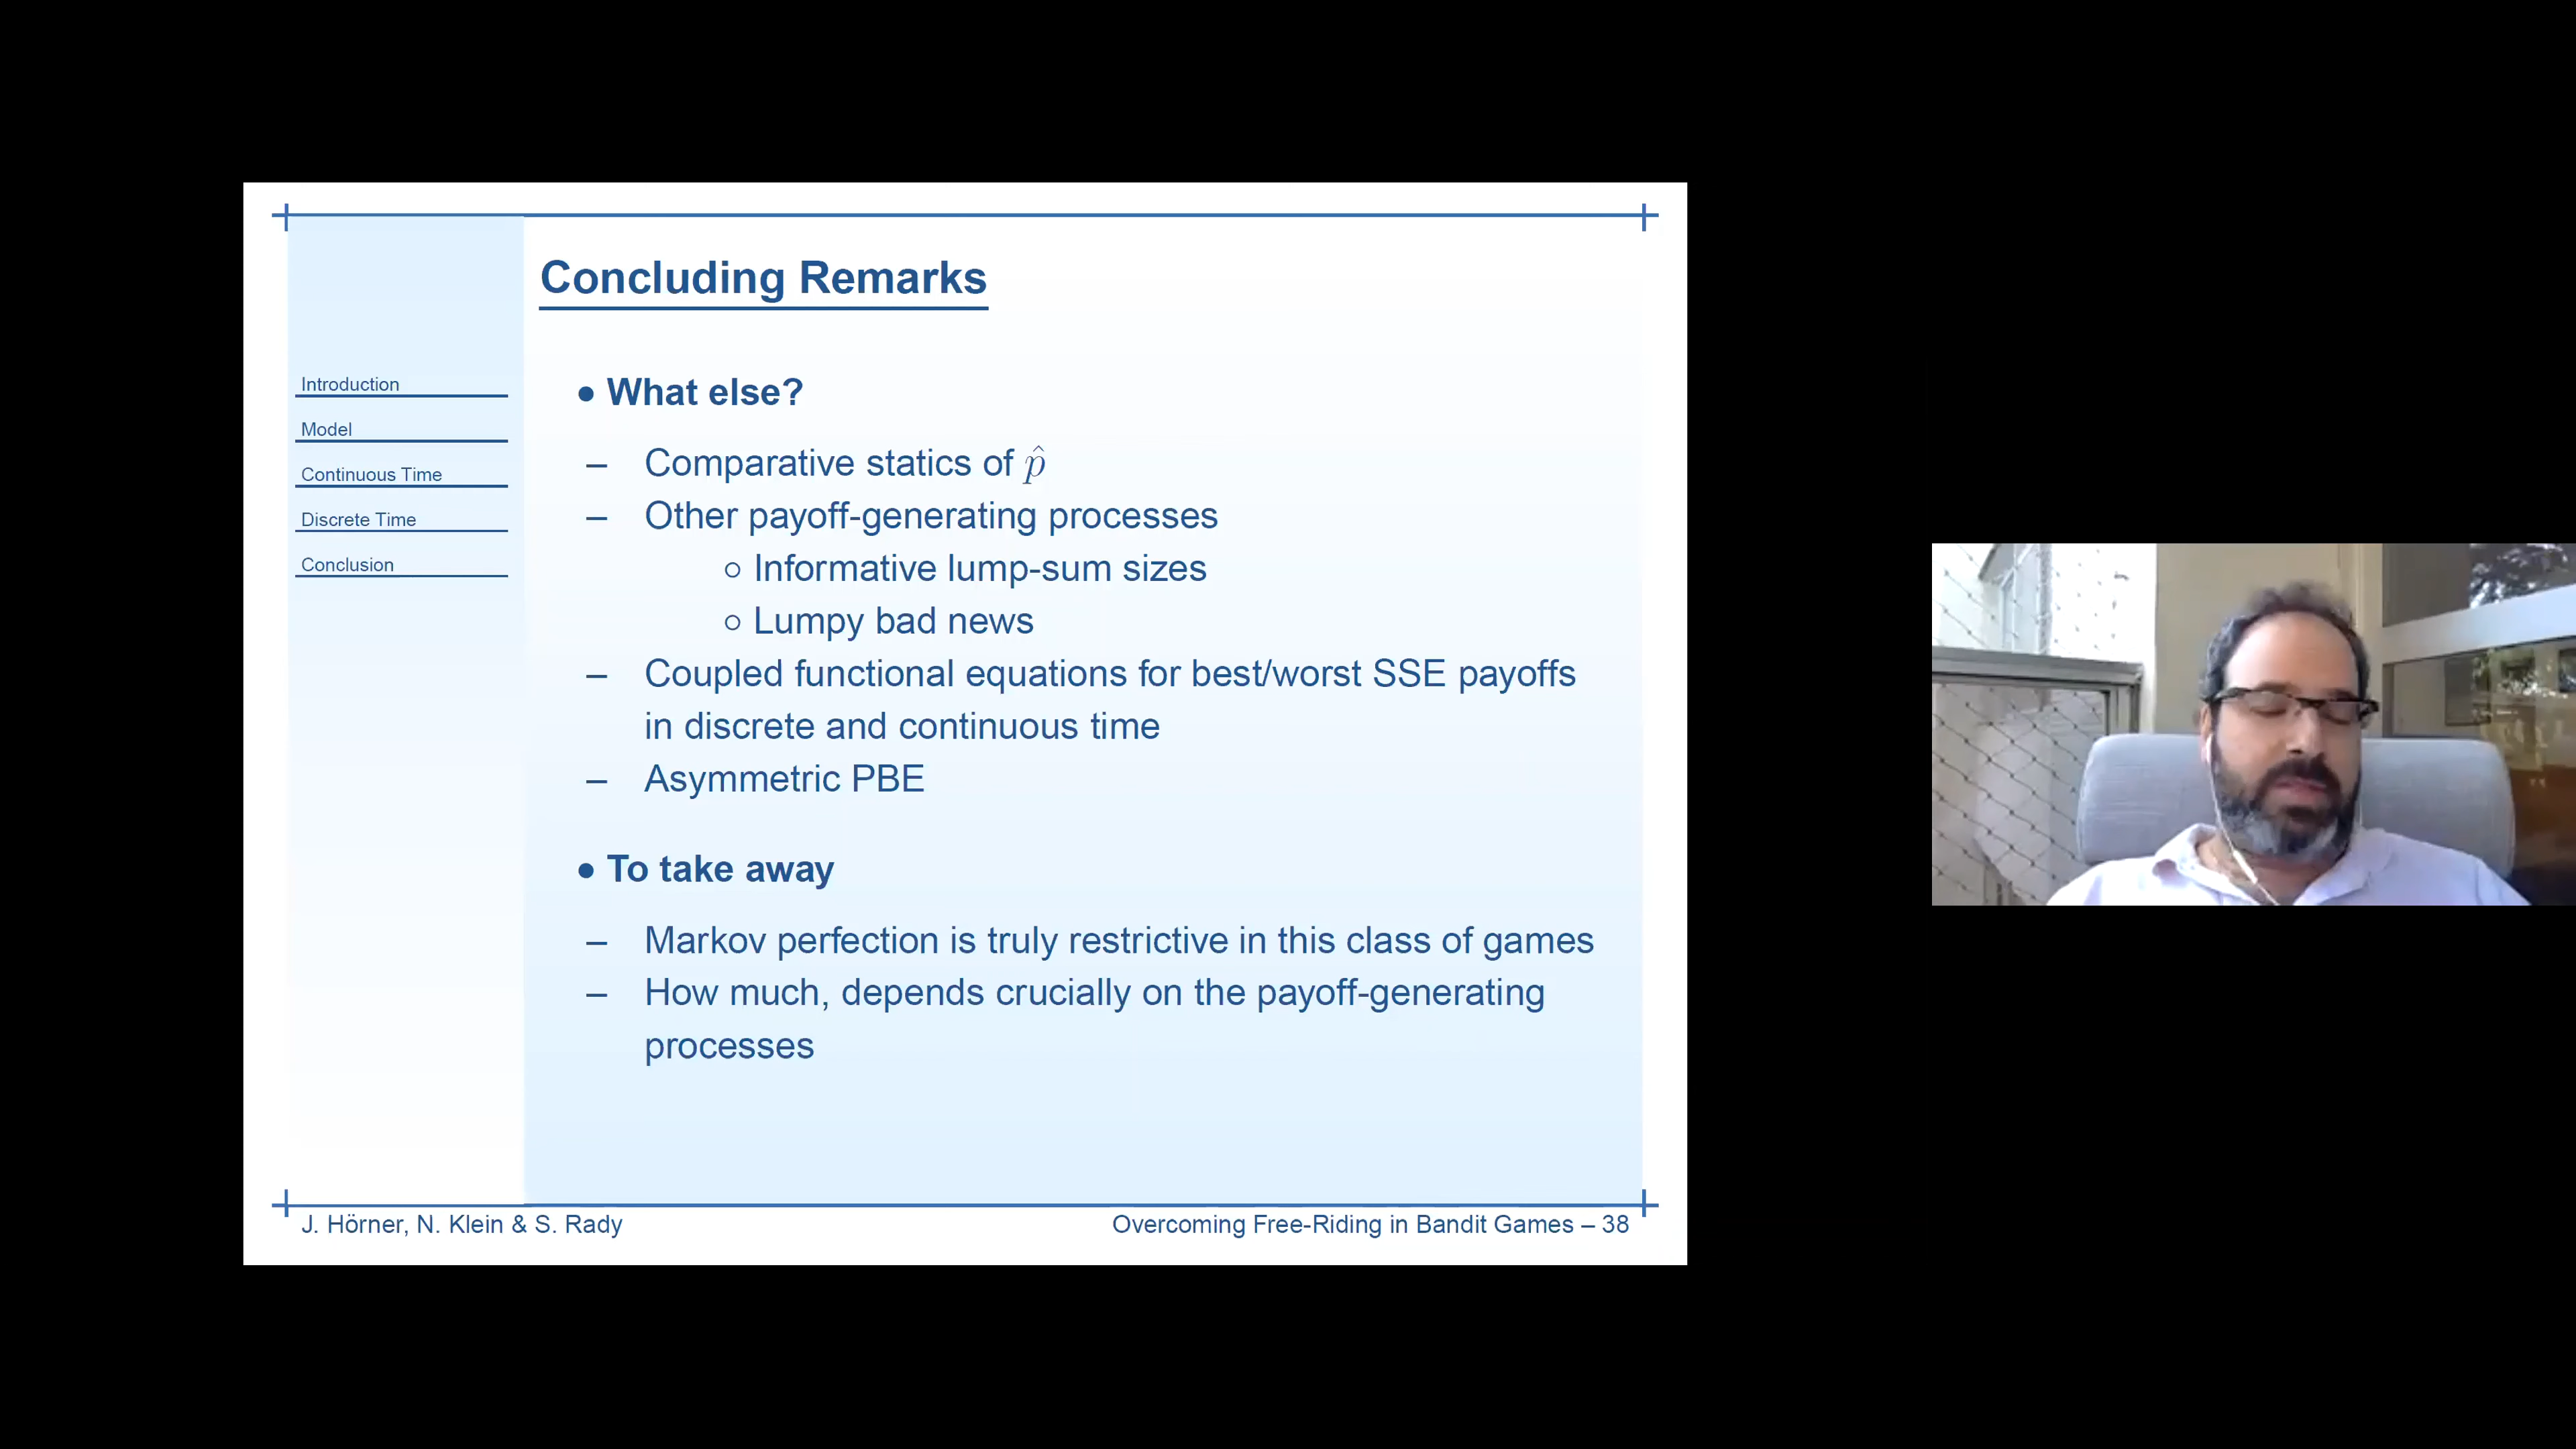 Concluding Remarks
Introduction
Model
Continuous Time
Discrete Time
Conclusion
● What else?
– Comparative statics of p̂
– Other payoff-generating processes
○ Informative lump-sum sizes
○ Lumpy bad news
– Coupled functional equations for best/worst SSE payoffs
in discrete and continuous time
– Asymmetric PBE
● To take away
– Markov perfection is truly restrictive in this class of games
– How much, depends crucially on the payoff-generating
processes
J. Hörner, N. Klein & S. Rady
Overcoming Free-Riding in Bandit Games – 38